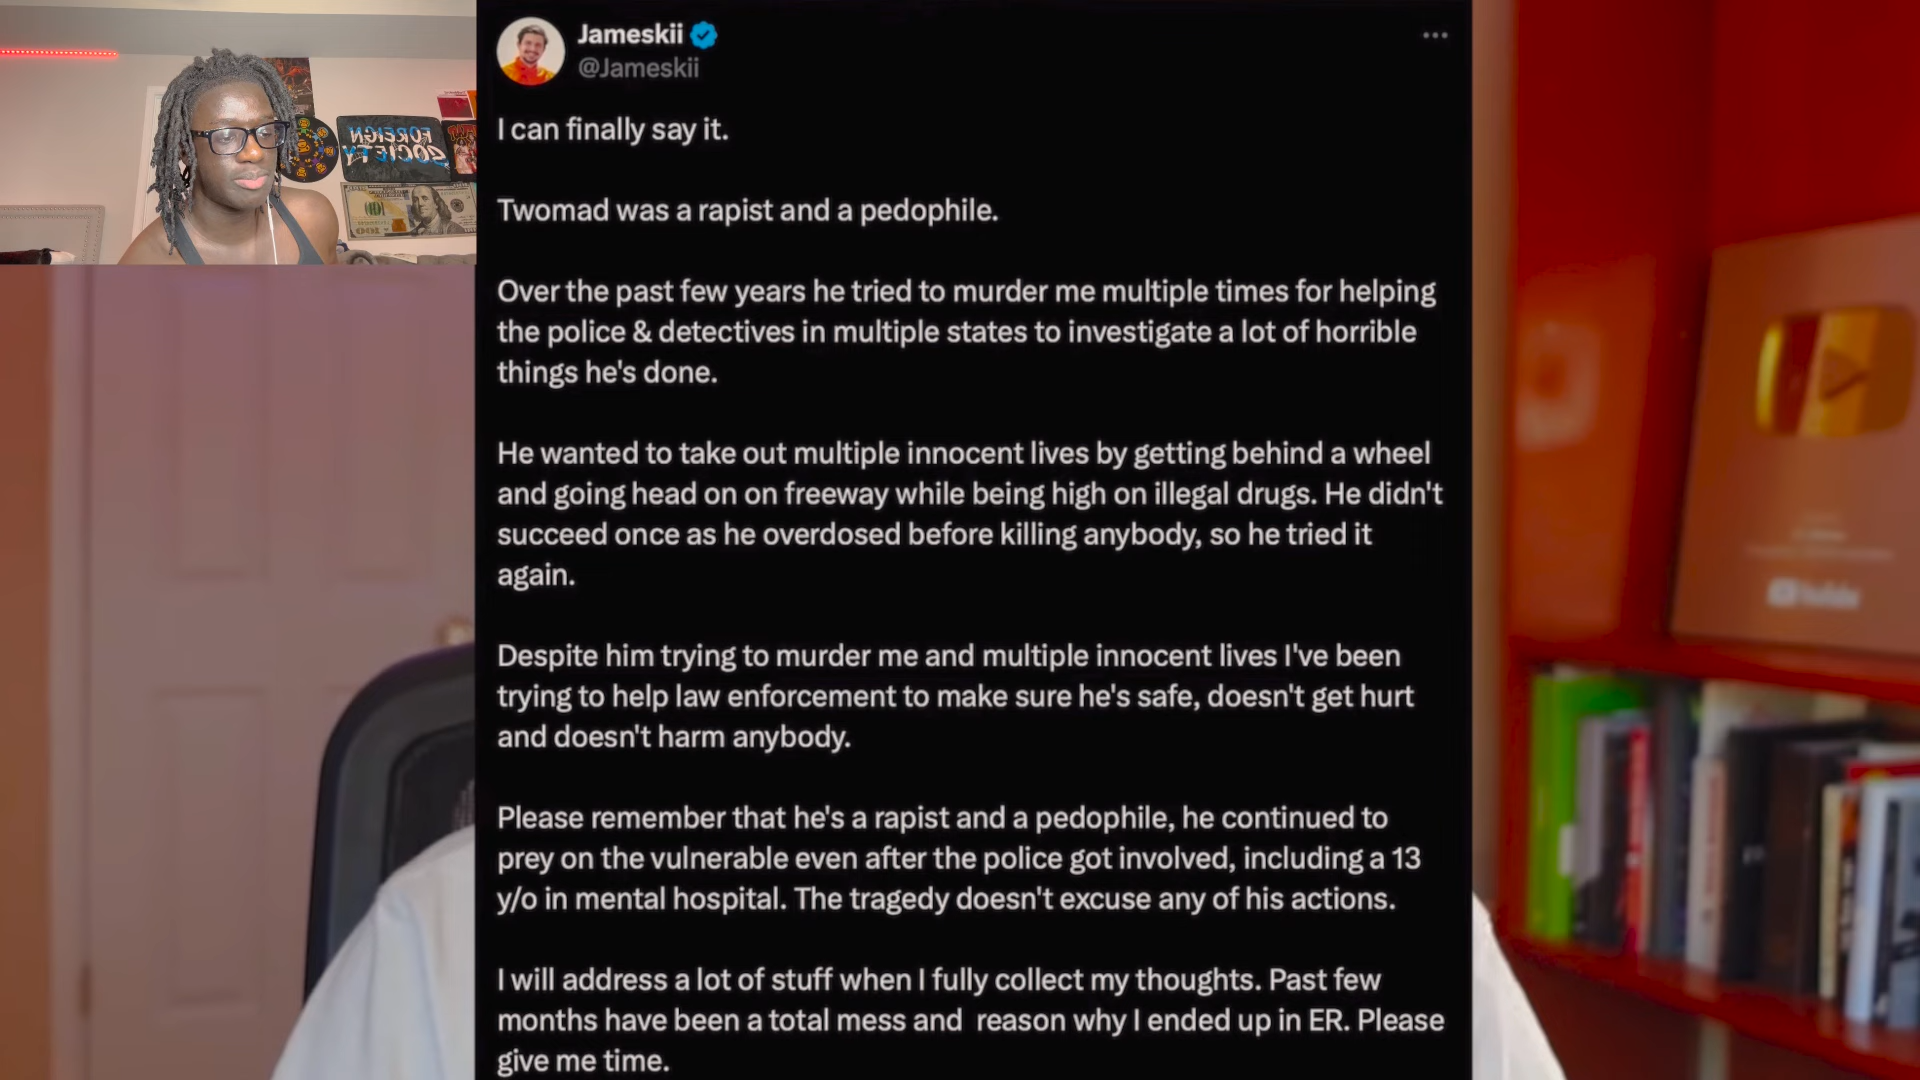 Jameskii
@Jameskii
I can finally say it.
Twomad was a rapist and a pedophile.
Over the past few years he tried to murder me multiple times for helping
the police & detectives in multiple states to investigate a lot of horrible
things he's done.
He wanted to take out multiple innocent lives by getting behind a wheel
and going head on on freeway while being high on illegal drugs. He didn't
succeed once as he overdosed before killing anybody, so he tried it
again.
Despite him trying to murder me and multiple innocent lives I've been
trying to help law enforcement to make sure he's safe, doesn't get hurt
and doesn't harm anybody.
Please remember that he's a rapist and a pedophile, he continued to
prey on the vulnerable even after the police got involved, including a 13
y/o in mental hospital. The tragedy doesn't excuse any of his actions.
I will address a lot of stuff when I fully collect my thoughts. Past few
months have been a total mess and  reason why I ended up in ER. Please
give me time.
FOREIGN
SOCIETY
100
YouTube